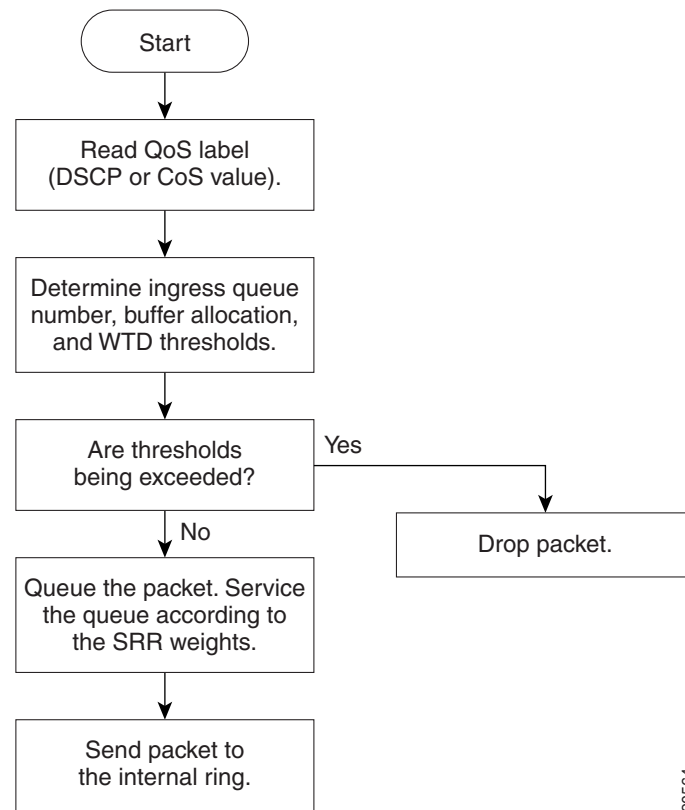 Start
Read QoS label
(DSCP or CoS value).
Determine ingress queue
number, buffer allocation,
and WTD thresholds.
Are thresholds
being exceeded?
Yes
No
Drop packet.
Queue the packet. Service
the queue according to
the SRR weights.
Send packet to
the internal ring.